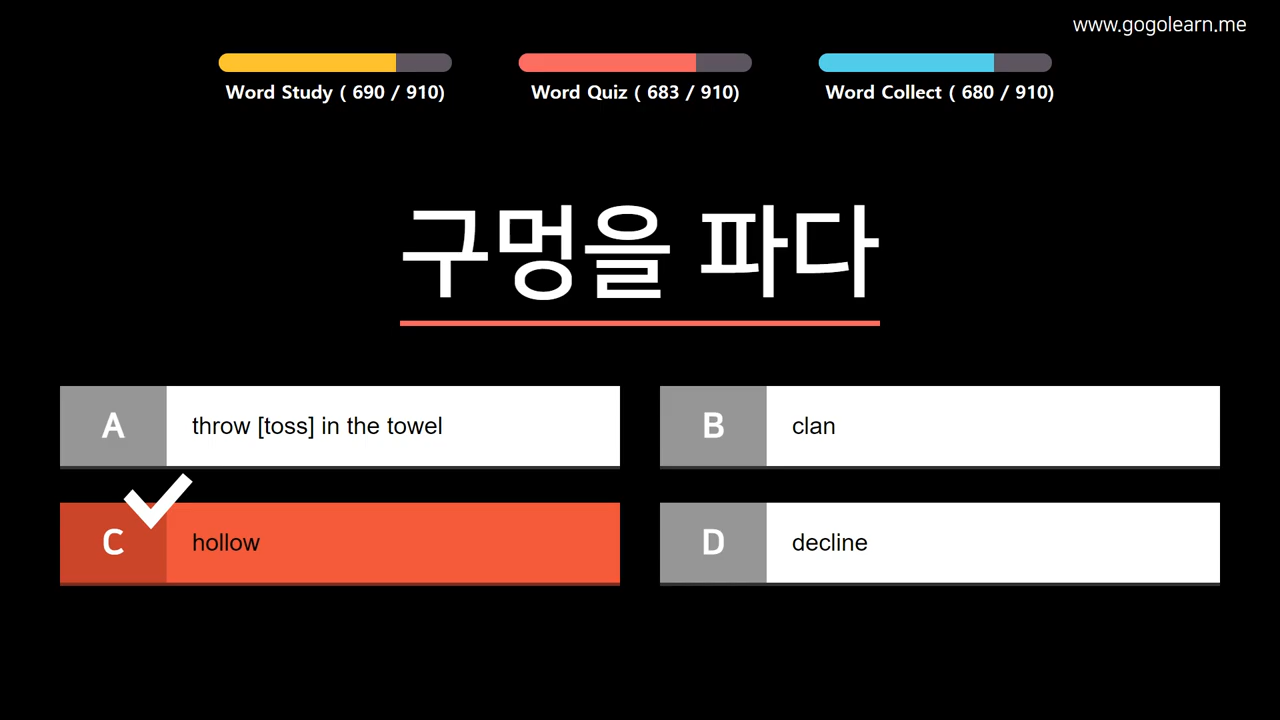 www.gogolearn.me
Word Study ( 690 / 910)
Word Quiz ( 683 / 910)
Word Collect ( 680 / 910)
구멍을 파다
A
throw [toss] in the towel
B
clan
C
hollow
D
decline